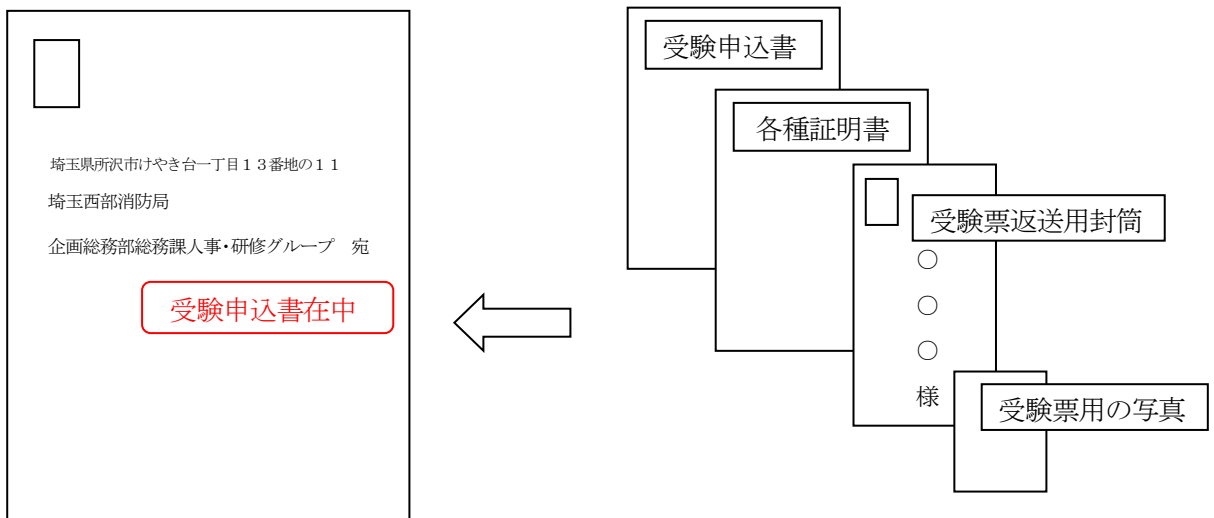 埼玉県所沢市けやき台一丁目１３番地の１１
埼玉西部消防局
企画総務部総務課人事・研修グループ　宛
受験申込書在中
受験申込書
各種証明書
受験票返送用封筒
○
○
○
様
受験票用の写真